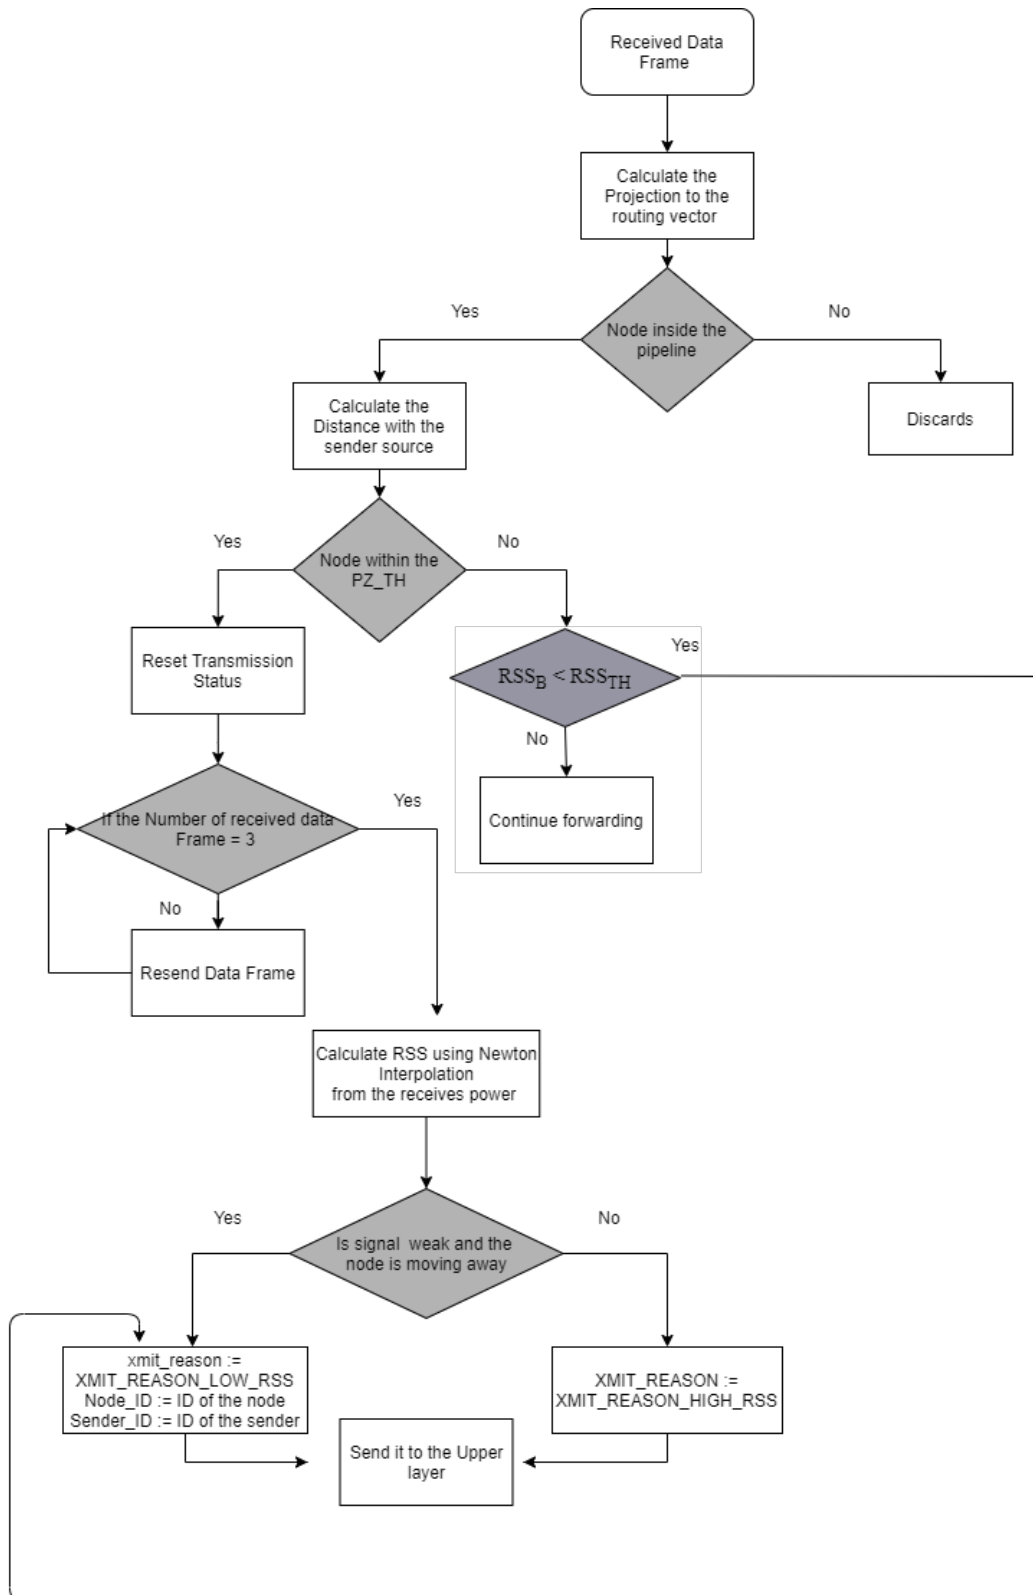 Received Data
Frame
Calculate the
Projection to the
routing vector
Yes
No
Node inside the
pipeline
Calculate the
Distance with the
sender source
Discards
Yes
No
Node within the
PZ_TH
Reset Transmission
Status
RSS_B < RSS_TH
Yes
No
Continue forwarding
If the Number of received data
Frame = 3
Yes
No
Resend Data Frame
Calculate RSS using Newton
Interpolation
from the receives power
Yes
No
Is signal weak and the
node is moving away
xmit_reason :=
XMIT_REASON_LOW_RSS
Node_ID := ID of the node
Sender_ID := ID of the sender
XMIT_REASON :=
XMIT_REASON_HIGH_RSS
Send it to the Upper
layer